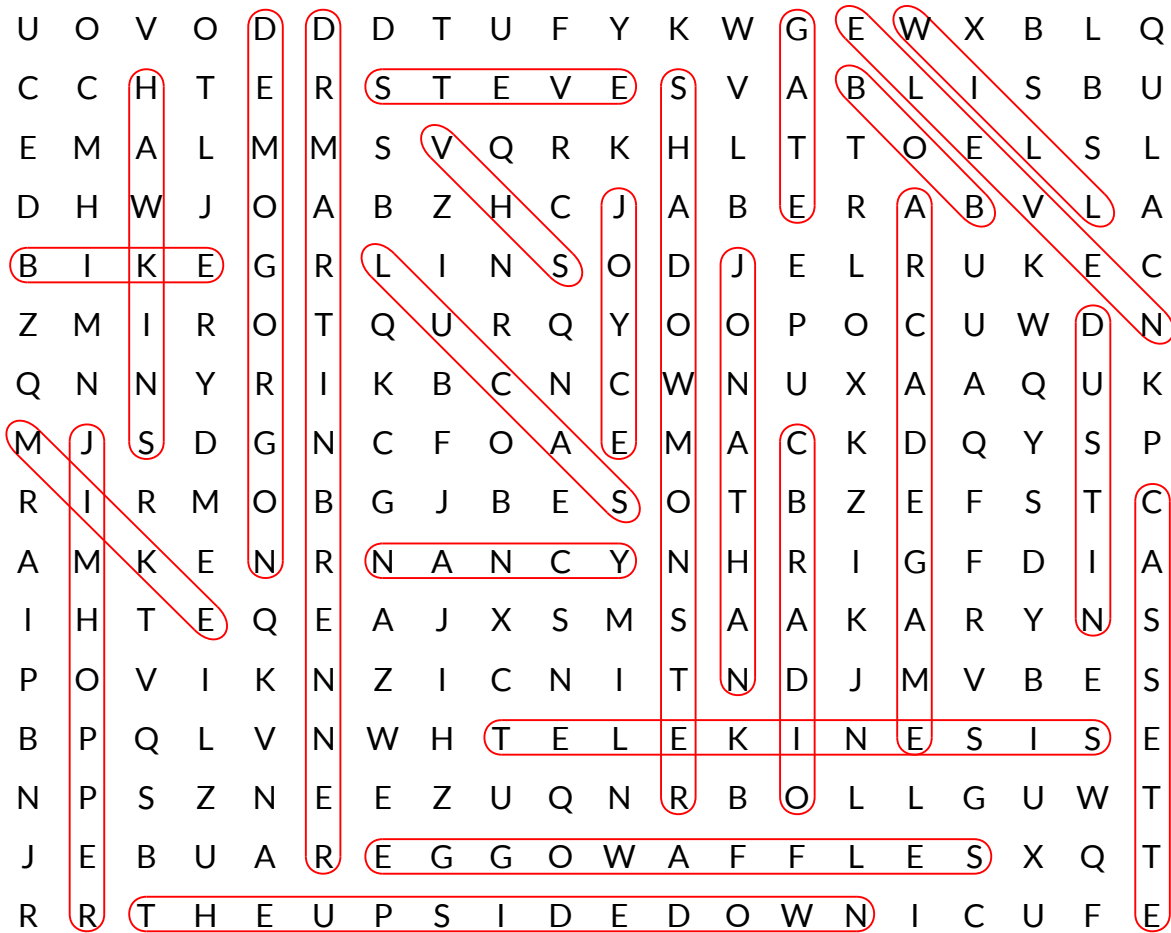 U O V O D D D T U F Y K W G E W X B L Q
C C H T E R S T E V E S V A B L I S B U
E M A L M M S V Q R K H L T T O E L S L
D H W J O A B Z H C J A B E R A B V L A
B I K E G R L I N S O D J E L R U K E C
Z M I R O T Q U R Q Y O O P O C U W D N
Q N N Y R I K B C N C W N U X A A Q U K
M J S D G N C F O A E M A C K D Q Y S P
R I R M O B G J B E S O T B Z E F S T C
A M K E N R N A N C Y N H R I G F D I A
I H T E Q E A J X S M S A A K A R Y N S
P O V I K N Z I C N I T N D J M V B E S
B P Q L V N W H T E L E K I N E S I S E
N P S Z N E E Z U Q N R B O L L G U W T
J E B U A R E G G O W A F F L E S X Q T
R R T H E U P S I D E D O W N I C U F E